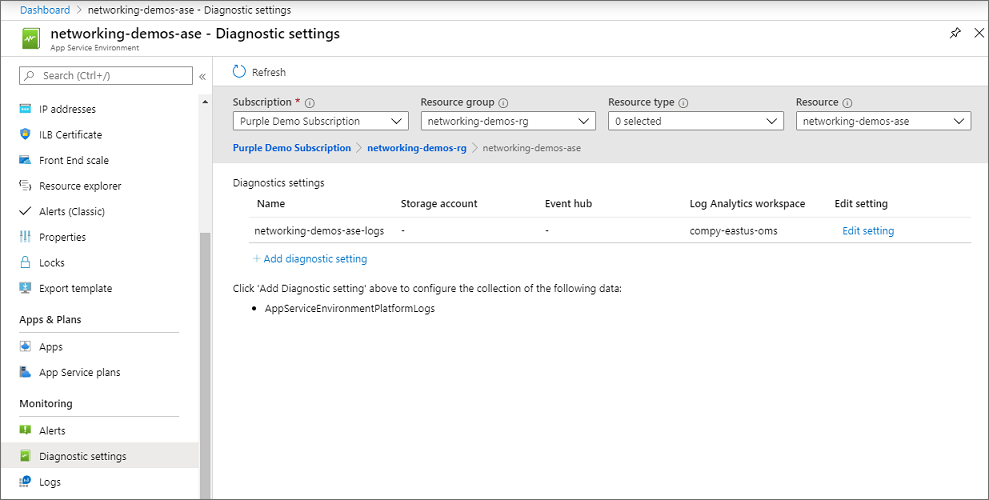 Dashboard > networking-demos-ase - Diagnostic settings
networking-demos-ase - Diagnostic settings
App Service Environment
Search (Ctrl+/)
«
IP addresses
ILB Certificate
Front End scale
Resource explorer
Alerts (Classic)
Properties
Locks
Export template
Apps & Plans
Apps
App Service plans
Monitoring
Alerts
Diagnostic settings
Logs
Refresh
Subscription * Resource group Resource type Resource
Purple Demo Subscription networking-demos-rg 0 selected networking-demos-ase
Purple Demo Subscription > networking-demos-rg > networking-demos-ase
Diagnostics settings
Name Storage account Event hub Log Analytics workspace Edit setting
networking-demos-ase-logs - - compy-eastus-oms Edit setting
+ Add diagnostic setting
Click 'Add Diagnostic setting' above to configure the collection of the following data:
• AppServiceEnvironmentPlatformLogs